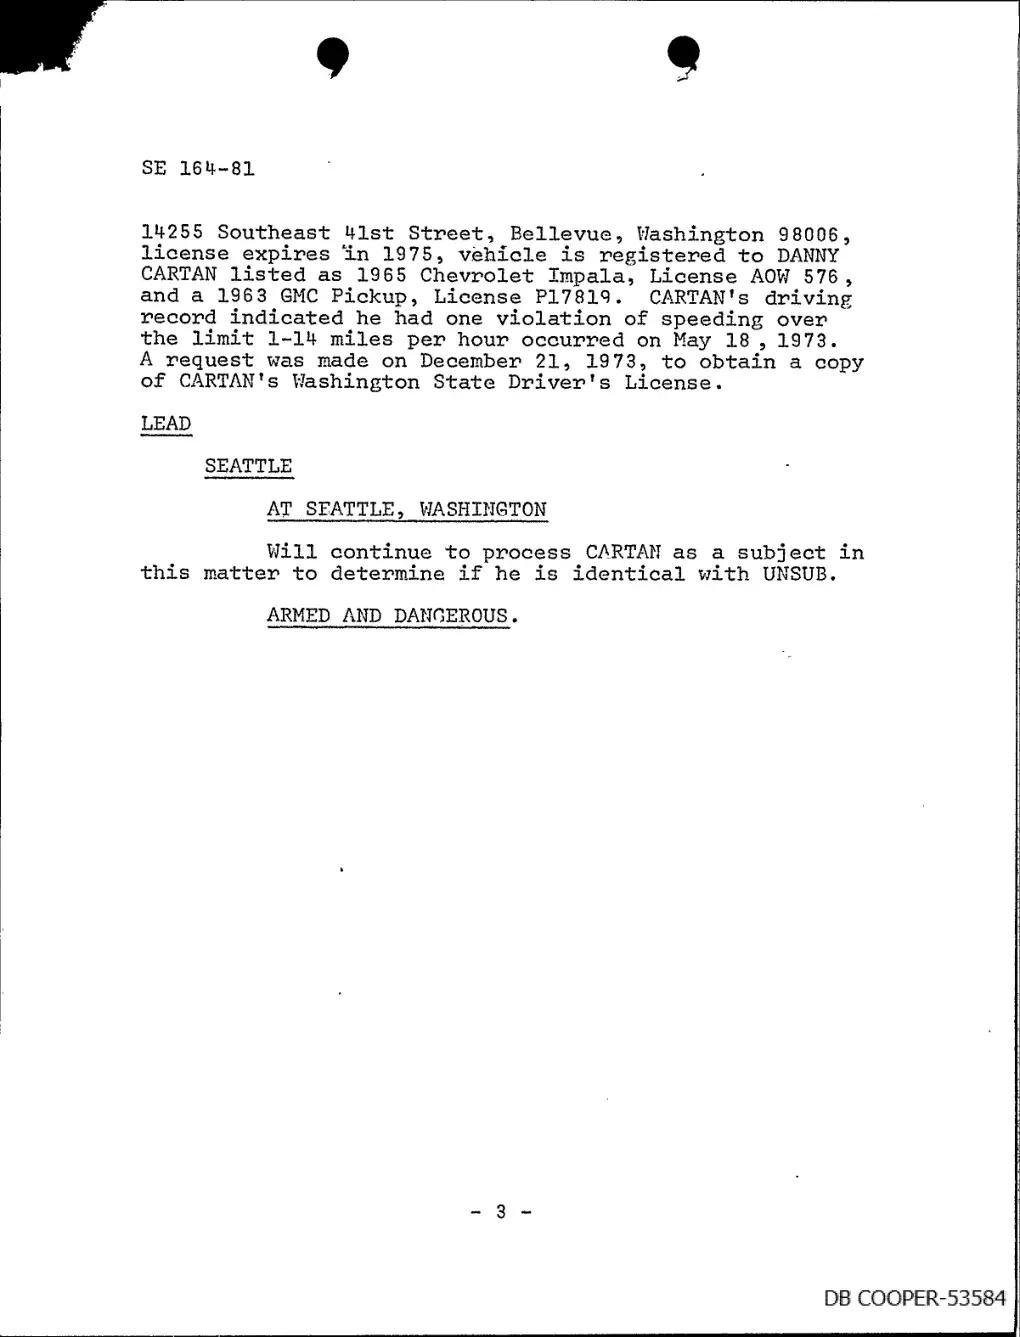 SE 164-81
14255 Southeast 41st Street, Bellevue, Washington 98006,
license expires in 1975, vehicle is registered to DANNY
CARTAN listed as 1965 Chevrolet Impala, License AOW 576,
and a 1963 GMC Pickup, License P17819.  CARTAN's driving
record indicated he had one violation of speeding over
the limit 1-14 miles per hour occurred on May 18, 1973.
A request was made on December 21, 1973, to obtain a copy
of CARTAN's Washington State Driver's License.
LEAD
SEATTLE
AT SEATTLE, WASHINGTON
Will continue to process CARTAN as a subject in
this matter to determine if he is identical with UNSUB.
ARMED AND DANGEROUS.
- 3 -
DB COOPER-53584